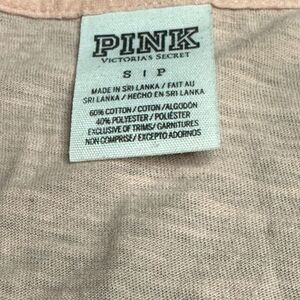 PINK
VICTORIA'S SECRET
S | P
MADE IN SRI LANKA / FAIT AU
SRI LANKA / HECHO EN SRI LANKA
60% COTTON / COTON / ALGODÓN
40% POLYESTER / POLIÉSTER
EXCLUSIVE OF TRIMS / GARNITURES
NON COMPRISE / EXCEPTO ADORNOS